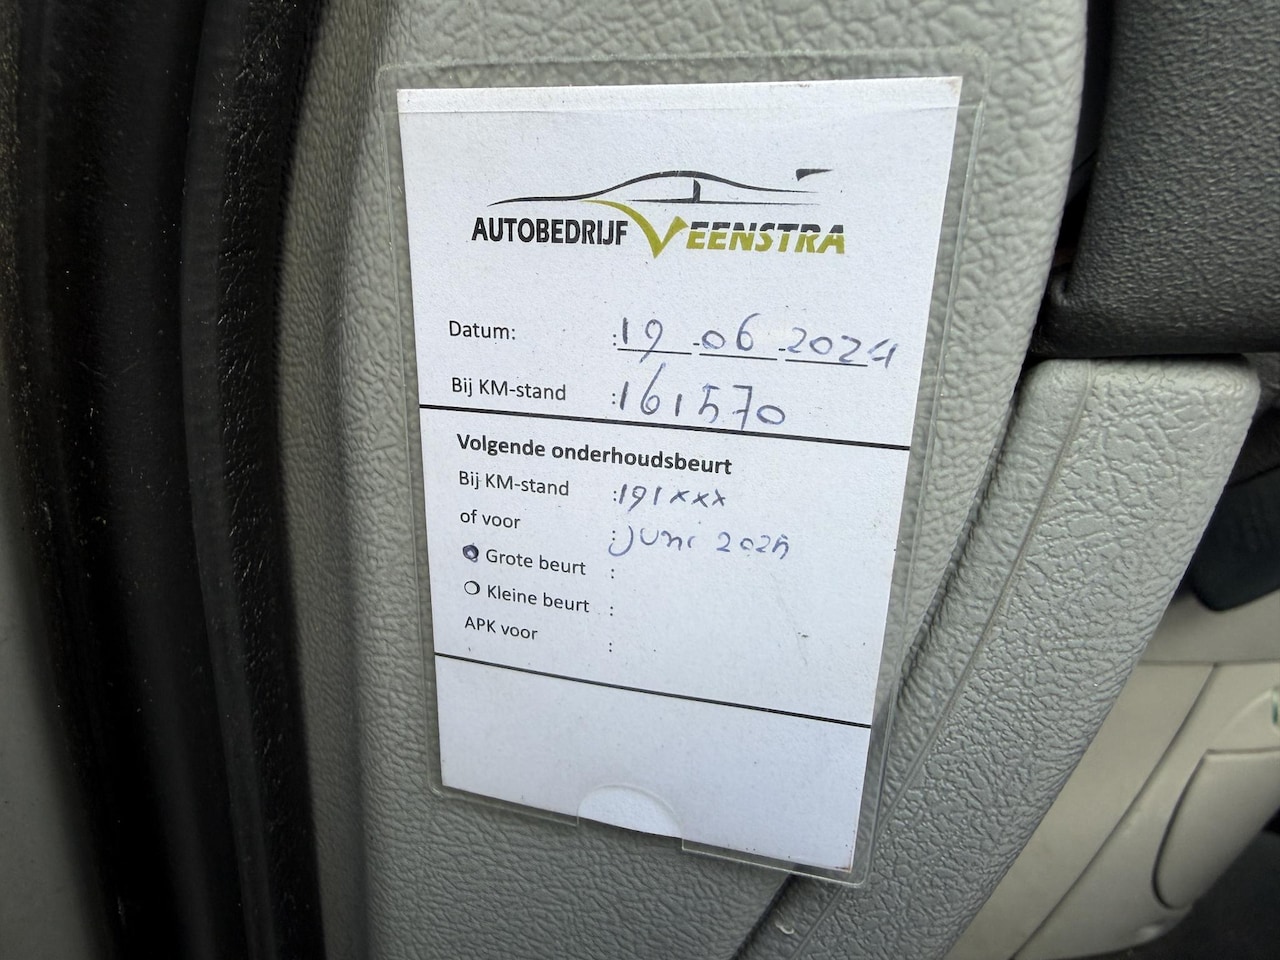 AUTOBEDRIJF VEENSTRA
Datum: :19-06-2024
Bij KM-stand :161570
Volgende onderhoudsbeurt
Bij KM-stand :191xxx
of voor :juni 2025
Grote beurt :
Kleine beurt :
APK voor :